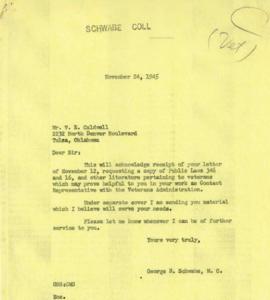 SCHWABE COLL
(Vet)
November 24, 1945
Mr. V. E. Caldwell
2232 North Denver Boulevard
Tulsa, Oklahoma
Dear Sir:
This will acknowledge receipt of your letter
of November 12, requesting a copy of Public Laws 346
and 16, and other literature pertaining to veterans
which may prove helpful to you in your work as Contact
Representative with the Veterans Administration.
Under separate cover I am sending you material
which I believe will serve your needs.
Please let me know whenever I can be of further
service to you.
Yours very truly,
George B. Schwabe, M. C.
Enc.